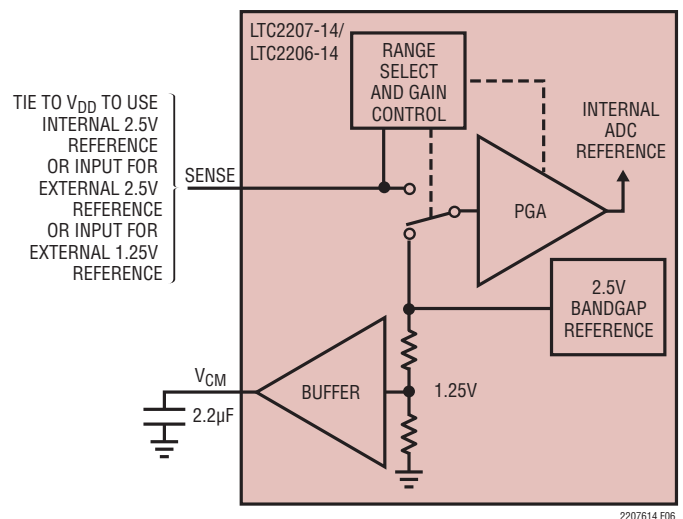 LTC2207-14/
LTC2206-14
RANGE
SELECT
AND GAIN
CONTROL
TIE TO VDD TO USE
INTERNAL 2.5V
REFERENCE
OR INPUT FOR
EXTERNAL 2.5V
REFERENCE
OR INPUT FOR
EXTERNAL 1.25V
REFERENCE
SENSE
INTERNAL
ADC
REFERENCE
PGA
2.5V
BANDGAP
REFERENCE
VCM
BUFFER
1.25V
2.2µF
2207614 F06